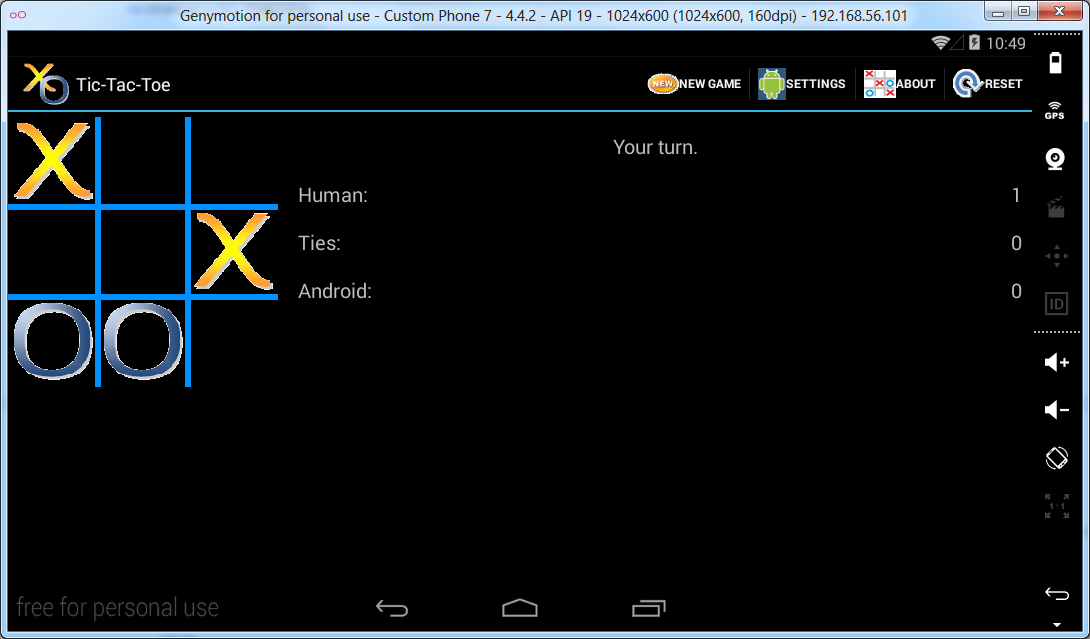 Genymotion for personal use - Custom Phone 7 - 4.4.2 - API 19 - 1024x600 (1024x600, 160dpi) - 192.168.56.101
10:49
Tic-Tac-Toe
NEW NEW GAME
SETTINGS
ABOUT
RESET
GPS
X
Your turn.
Human: 1
X
Ties: 0
Android: 0
ID
O O
1:1
free for personal use